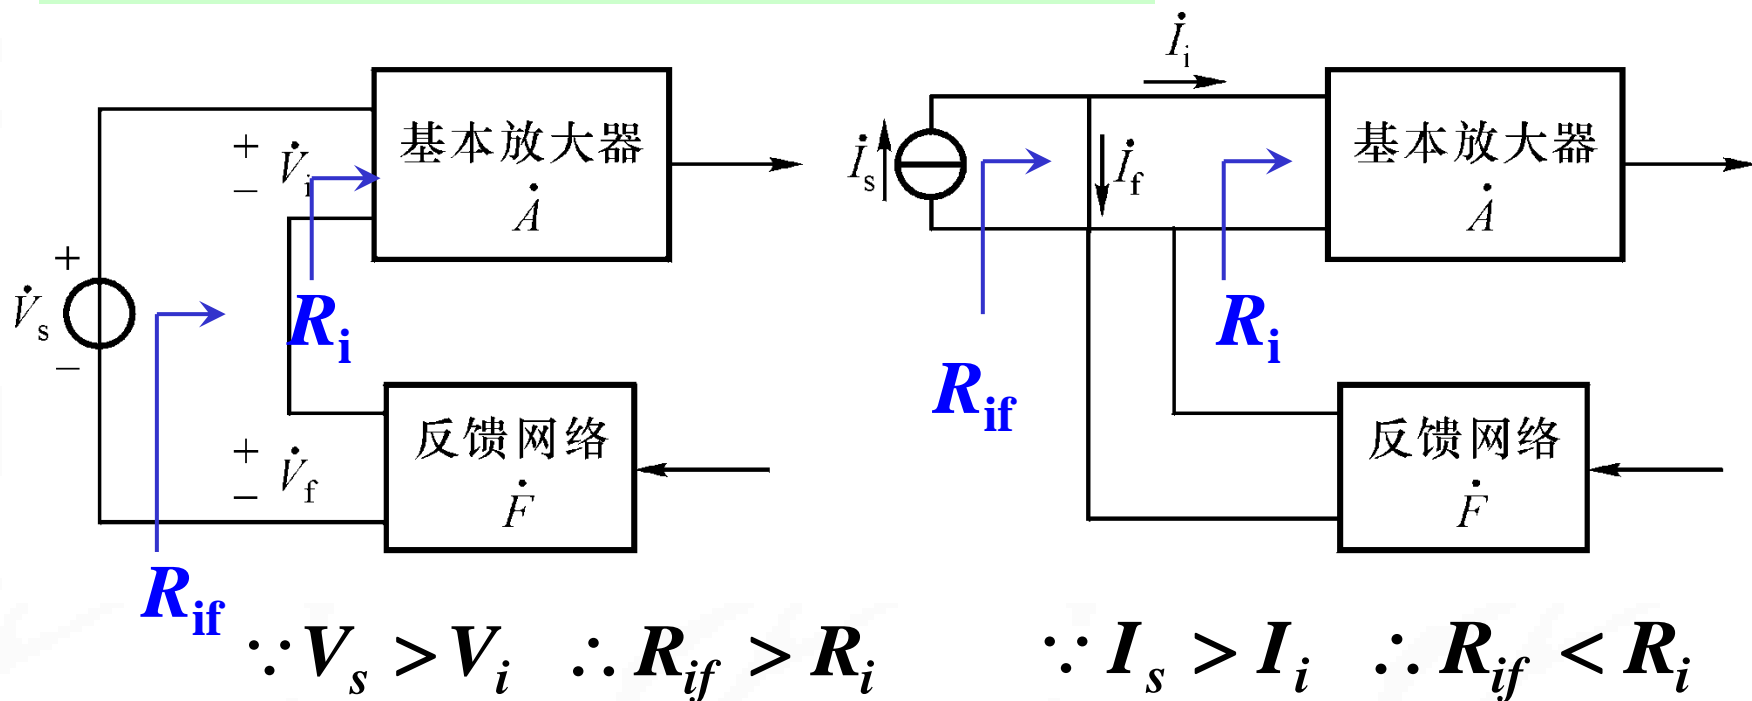 +
− V̇i
基本放大器
Ȧ
+
V̇s
−
Ri
Rif
+
− V̇f
反馈网络
Ḟ
∵Vs > Vi ∴Rif > Ri
İi
İs
İf
基本放大器
Ȧ
Rif
Ri
反馈网络
Ḟ
∵Is > Ii ∴Rif < Ri